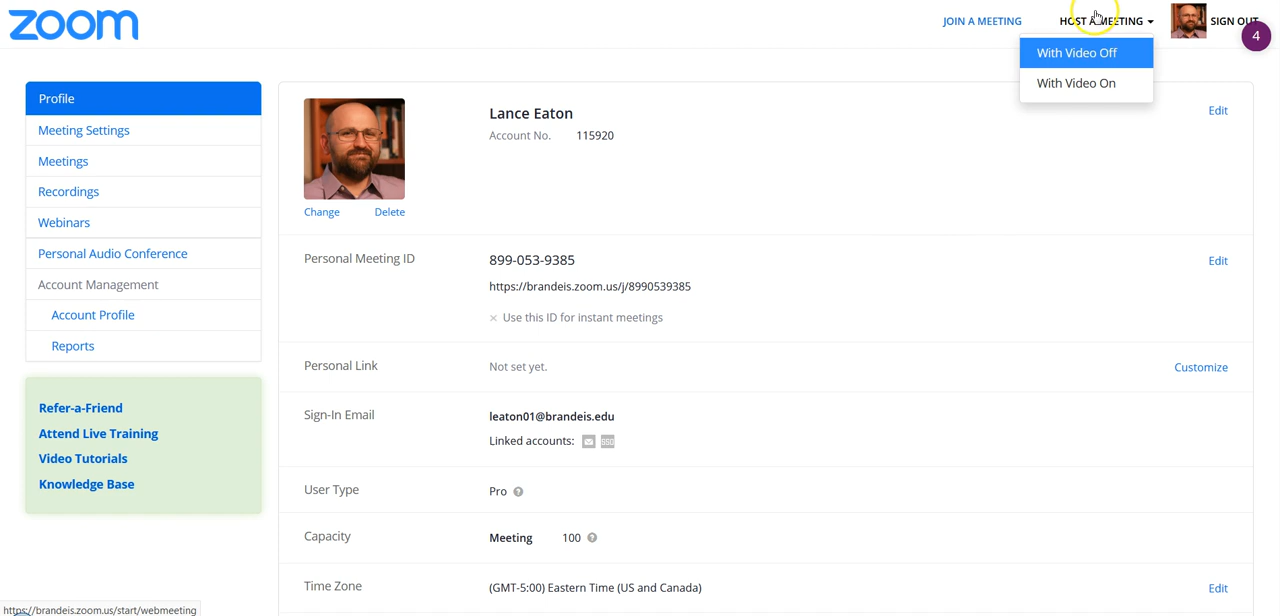 zoom
JOIN A MEETING
HOST A MEETING
SIGN OUT
4
With Video Off
With Video On
Profile
Meeting Settings
Meetings
Recordings
Webinars
Personal Audio Conference
Account Management
Account Profile
Reports
Refer-a-Friend
Attend Live Training
Video Tutorials
Knowledge Base
Lance Eaton
Edit
Account No. 115920
Change Delete
Personal Meeting ID 899-053-9385 Edit
https://brandeis.zoom.us/j/8990539385
× Use this ID for instant meetings
Personal Link Not set yet. Customize
Sign-In Email leaton01@brandeis.edu
Linked accounts: SSO
User Type Pro ?
Capacity Meeting 100 ?
Time Zone (GMT-5:00) Eastern Time (US and Canada) Edit
https://brandeis.zoom.us/start/webmeeting